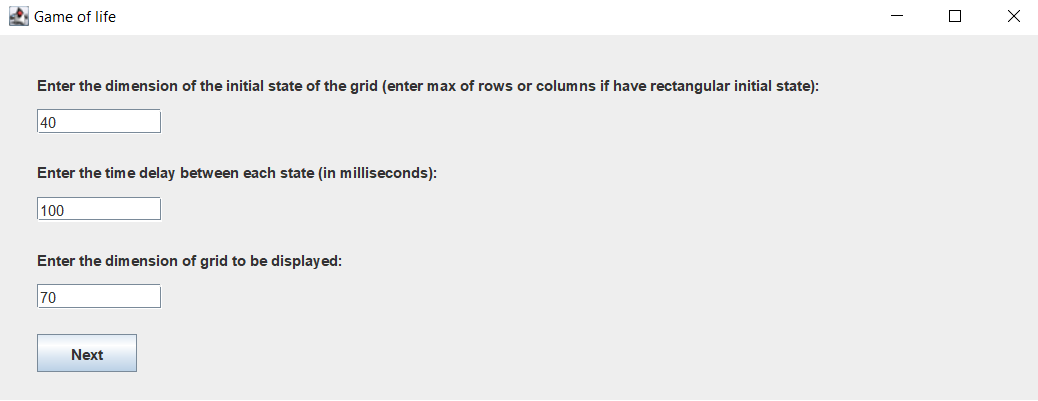 Game of life
Enter the dimension of the initial state of the grid (enter max of rows or columns if have rectangular initial state):
40
Enter the time delay between each state (in milliseconds):
100
Enter the dimension of grid to be displayed:
70
Next